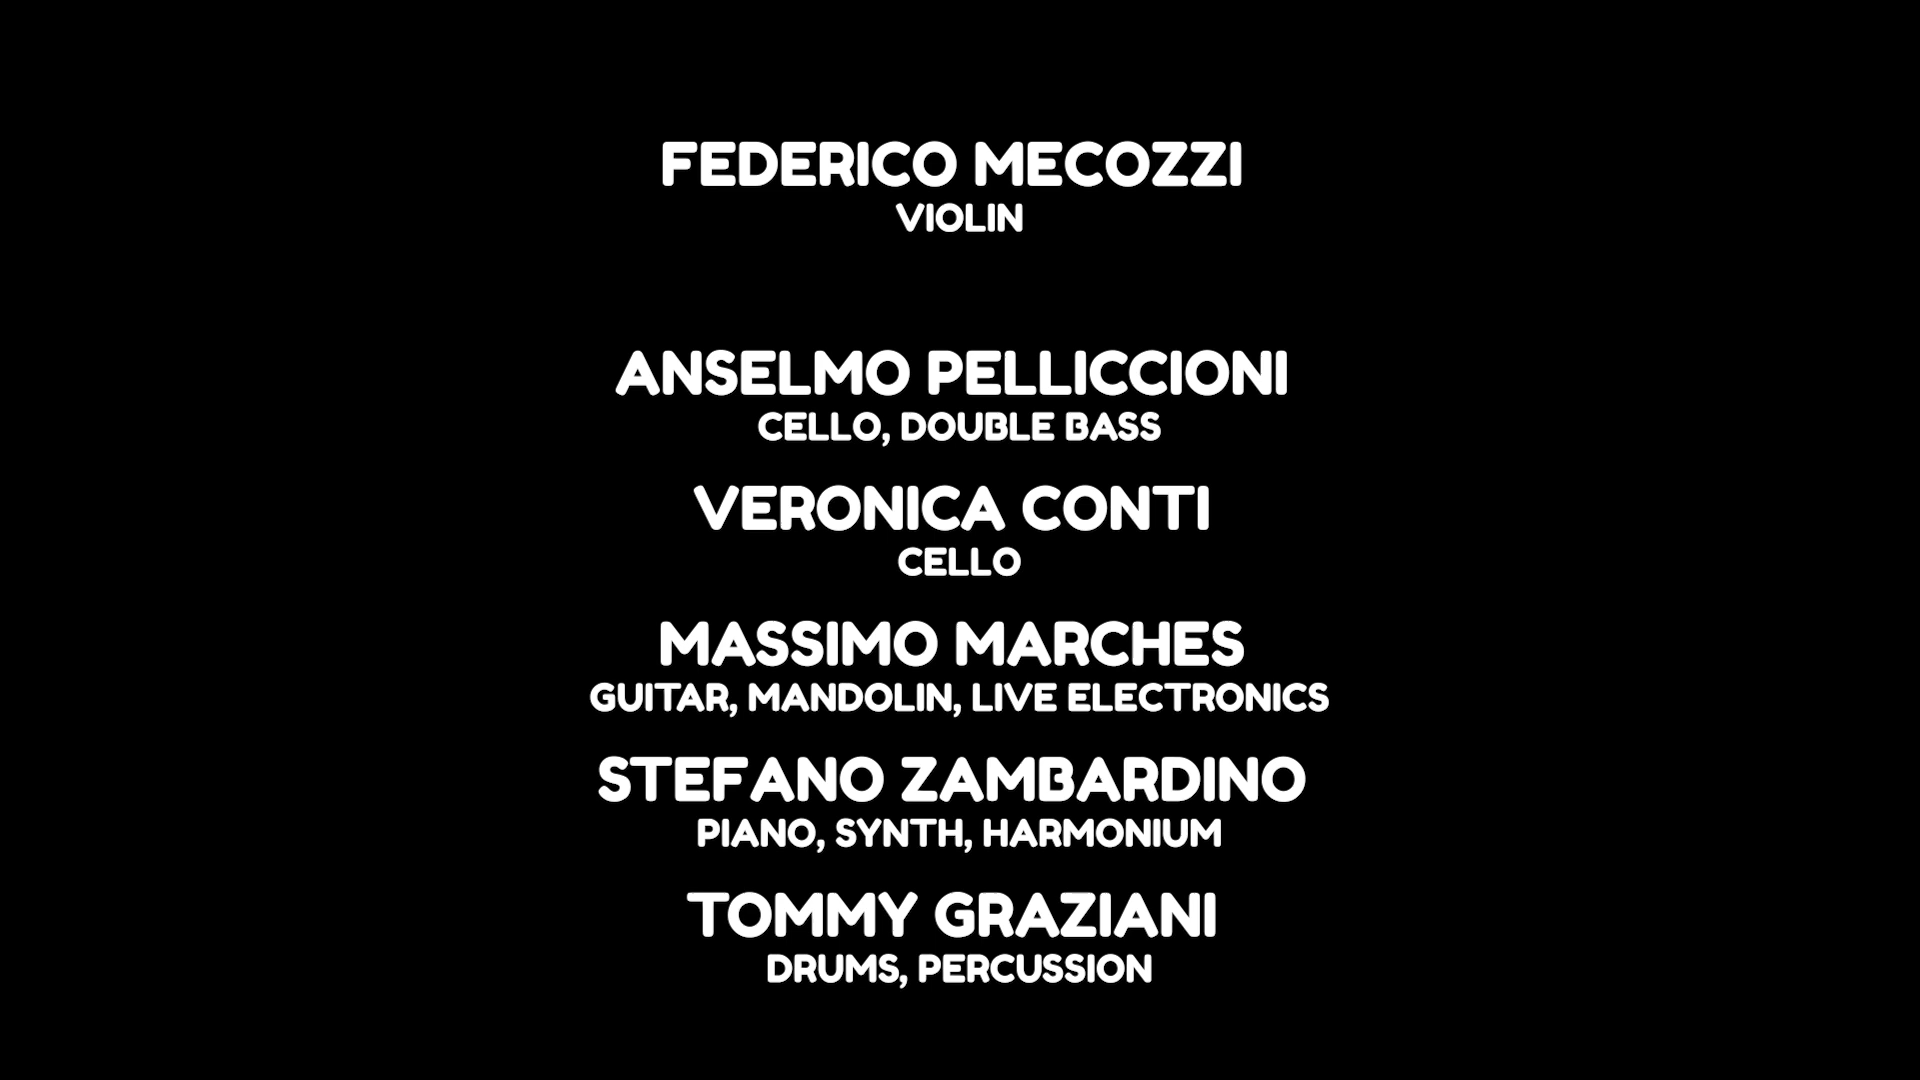 FEDERICO MECOZZI
VIOLIN
ANSELMO PELLICCIONI
CELLO, DOUBLE BASS
VERONICA CONTI
CELLO
MASSIMO MARCHES
GUITAR, MANDOLIN, LIVE ELECTRONICS
STEFANO ZAMBARDINO
PIANO, SYNTH, HARMONIUM
TOMMY GRAZIANI
DRUMS, PERCUSSION